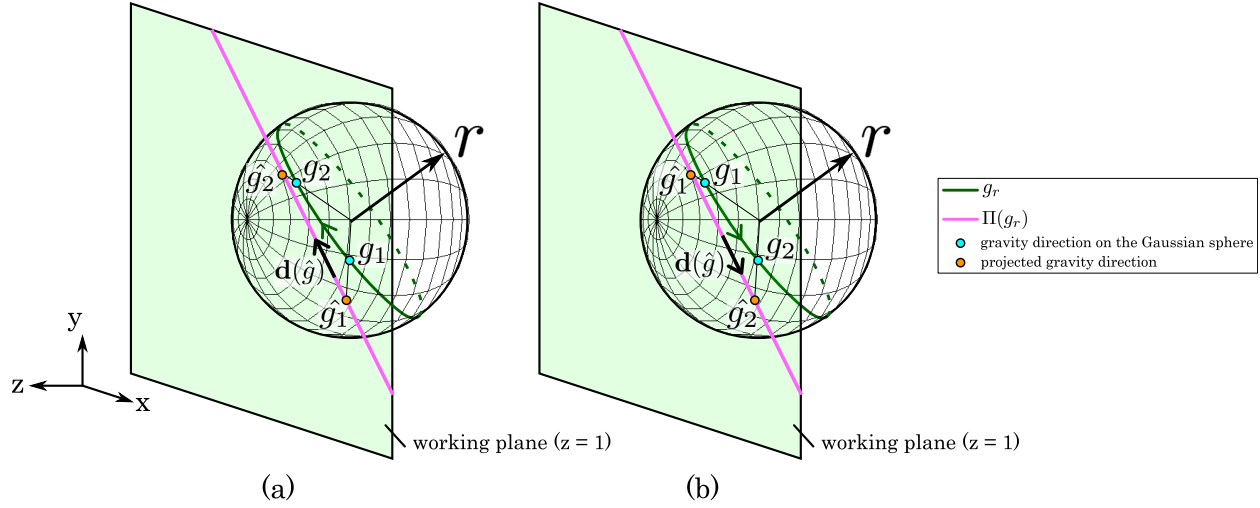 r
ĝ₂
g₂
g₁
d(ĝ)
ĝ₁
y
z
x
working plane (z = 1)
(a)
r
ĝ₁
g₁
g₂
d(ĝ)
ĝ₂
working plane (z = 1)
(b)
gᵣ
Π(gᵣ)
gravity direction on the Gaussian sphere
projected gravity direction